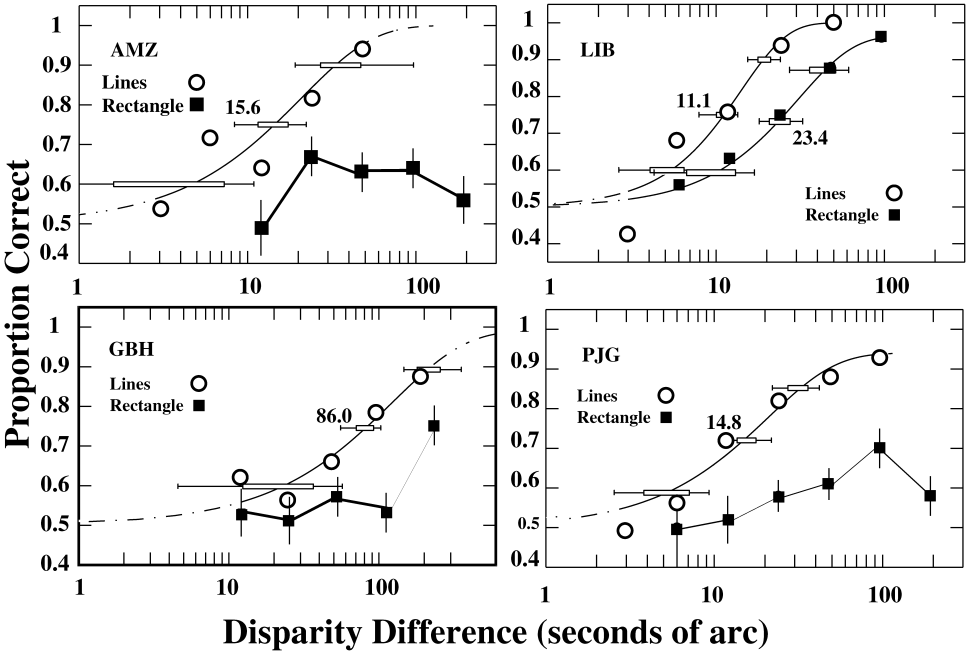 Proportion Correct
1
0.9
0.8
0.7
0.6
0.5
0.4
AMZ
Lines
Rectangle
15.6
1 10 100
1
0.9
0.8
0.7
0.6
0.5
0.4
LIB
11.1
23.4
Lines
Rectangle
1 10 100
1
0.9
0.8
0.7
0.6
0.5
0.4
GBH
Lines
Rectangle
86.0
1 10 100
1
0.9
0.8
0.7
0.6
0.5
0.4
PJG
Lines
Rectangle
14.8
1 10 100
Disparity Difference (seconds of arc)